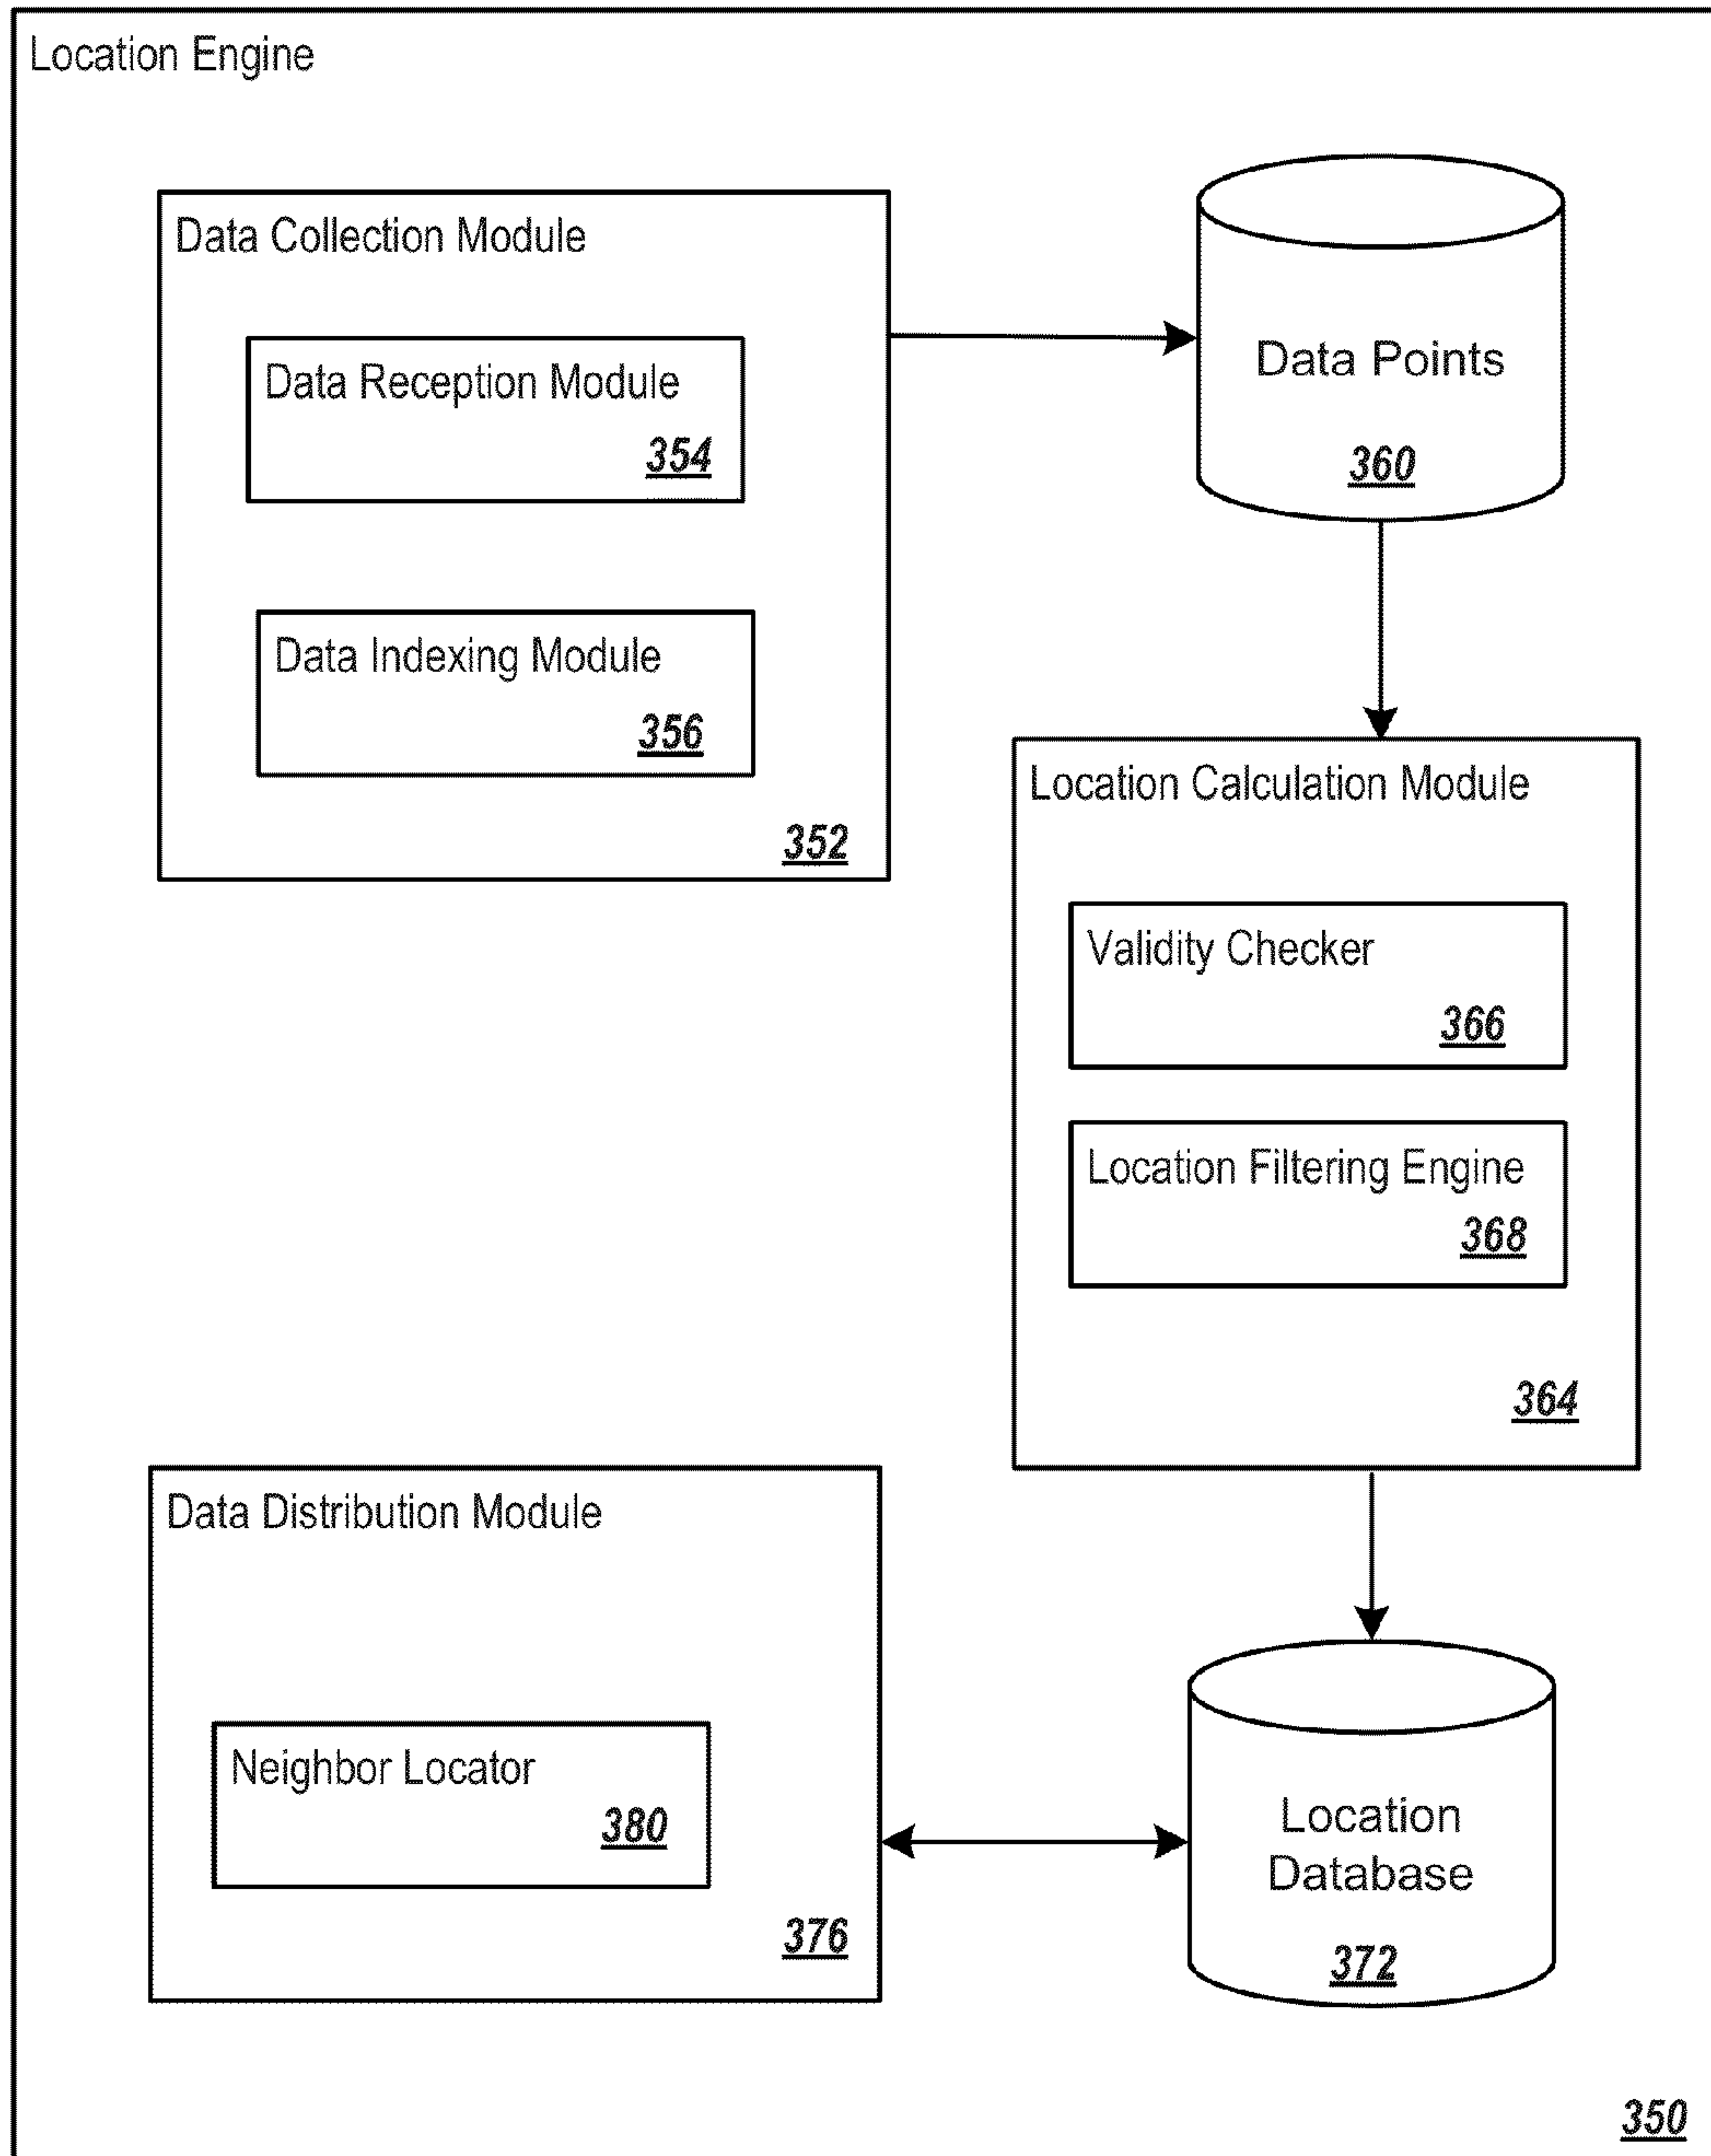 Location Engine
Data Collection Module
Data Reception Module
354
Data Indexing Module
356
352
Data Points
360
Location Calculation Module
Validity Checker
366
Location Filtering Engine
368
364
Data Distribution Module
Neighbor Locator
380
376
Location
Database
372
350